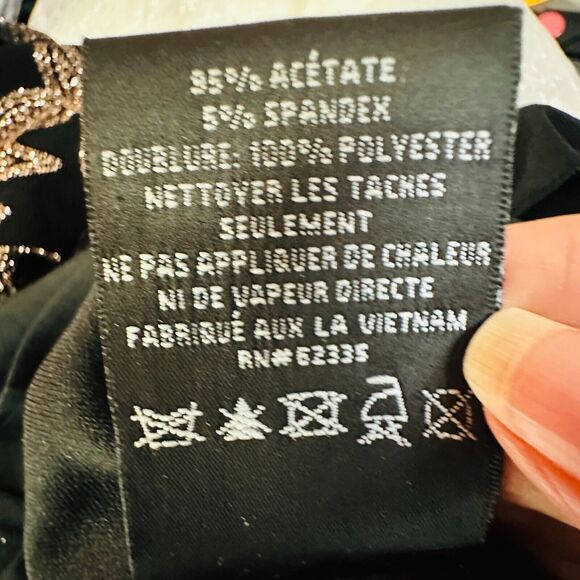 95% ACÉTATE
5% SPANDEX
DOUBLURE: 100% POLYESTER
NETTOYER LES TACHES
SEULEMENT
NE PAS APPLIQUER DE CHALEUR
NI DE VAPEUR DIRECTE
FABRIQUÉ AUX LA VIETNAM
RN# 62335